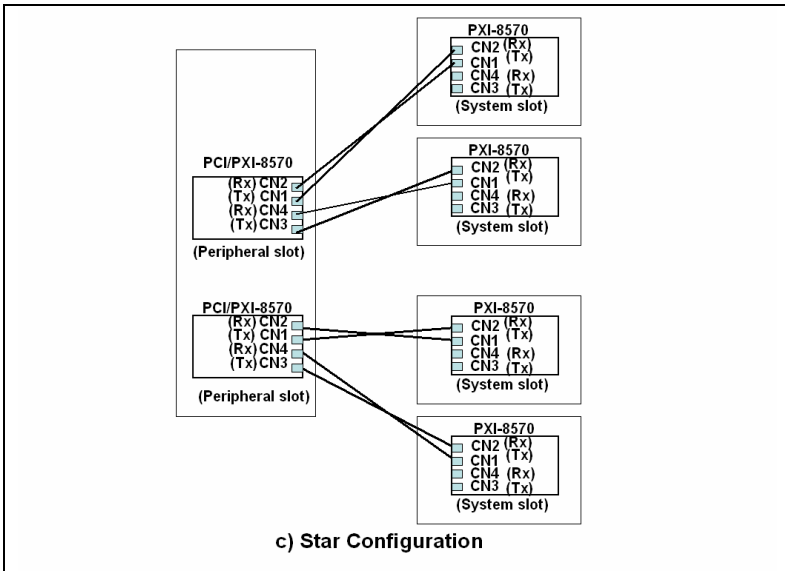 PXI-8570
CN2 (Rx)
CN1 (Tx)
CN4 (Rx)
CN3 (Tx)
(System slot)
PXI-8570
CN2 (Rx)
CN1 (Tx)
CN4 (Rx)
CN3 (Tx)
(System slot)
PCI/PXI-8570
(Rx) CN2
(Tx) CN1
(Rx) CN4
(Tx) CN3
(Peripheral slot)
PCI/PXI-8570
(Rx) CN2
(Tx) CN1
(Rx) CN4
(Tx) CN3
(Peripheral slot)
PXI-8570
CN2 (Rx)
CN1 (Tx)
CN4 (Rx)
CN3 (Tx)
(System slot)
PXI-8570
CN2 (Rx)
CN1 (Tx)
CN4 (Rx)
CN3 (Tx)
(System slot)
c) Star Configuration